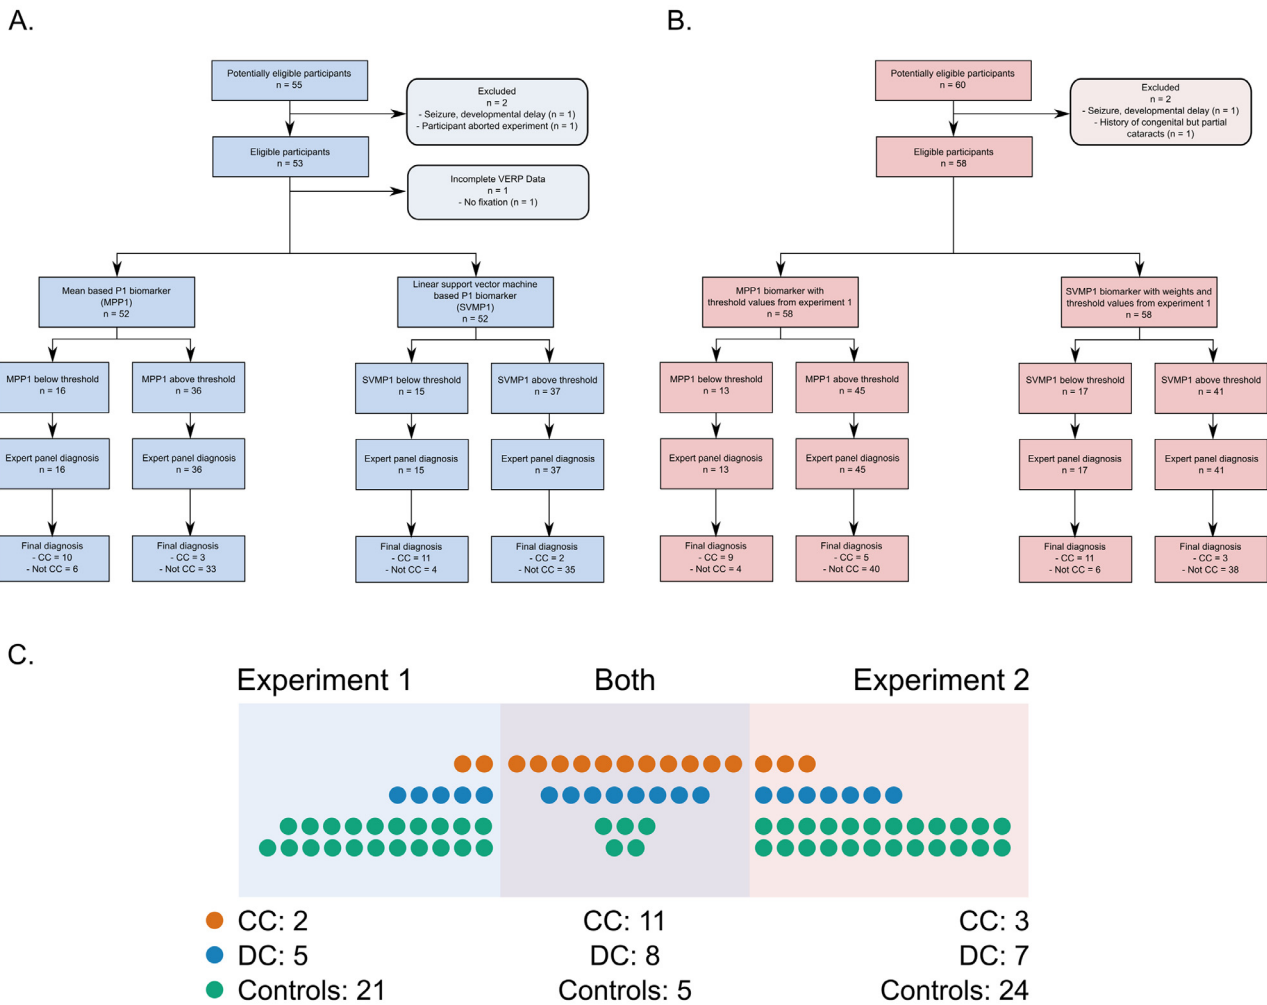 A.
Potentially eligible participants
n = 55
Excluded
n = 2
- Seizure, developmental delay (n = 1)
- Participant aborted experiment (n = 1)
Eligible participants
n = 53
Incomplete VERP Data
n = 1
- No fixation (n = 1)
Mean based P1 biomarker
(MPP1)
n = 52
Linear support vector machine
based P1 biomarker
(SVMP1)
n = 52
MPP1 below threshold
n = 16
MPP1 above threshold
n = 36
SVMP1 below threshold
n = 15
SVMP1 above threshold
n = 37
Expert panel diagnosis
n = 16
Expert panel diagnosis
n = 36
Expert panel diagnosis
n = 15
Expert panel diagnosis
n = 37
Final diagnosis
- CC = 10
- Not CC = 6
Final diagnosis
- CC = 3
- Not CC = 33
Final diagnosis
- CC = 11
- Not CC = 4
Final diagnosis
- CC = 2
- Not CC = 35
B.
Potentially eligible participants
n = 60
Excluded
n = 2
- Seizure, developmental delay (n = 1)
- History of congenital but partial
cataracts (n = 1)
Eligible participants
n = 58
MPP1 biomarker with
threshold values from experiment 1
n = 58
SVMP1 biomarker with weights and
threshold values from experiment 1
n = 58
MPP1 below threshold
n = 13
MPP1 above threshold
n = 45
SVMP1 below threshold
n = 17
SVMP1 above threshold
n = 41
Expert panel diagnosis
n = 13
Expert panel diagnosis
n = 45
Expert panel diagnosis
n = 17
Expert panel diagnosis
n = 41
Final diagnosis
- CC = 9
- Not CC = 4
Final diagnosis
- CC = 5
- Not CC = 40
Final diagnosis
- CC = 11
- Not CC = 6
Final diagnosis
- CC = 3
- Not CC = 38
C.
Experiment 1
Both
Experiment 2
CC: 2
CC: 11
CC: 3
DC: 5
DC: 8
DC: 7
Controls: 21
Controls: 5
Controls: 24